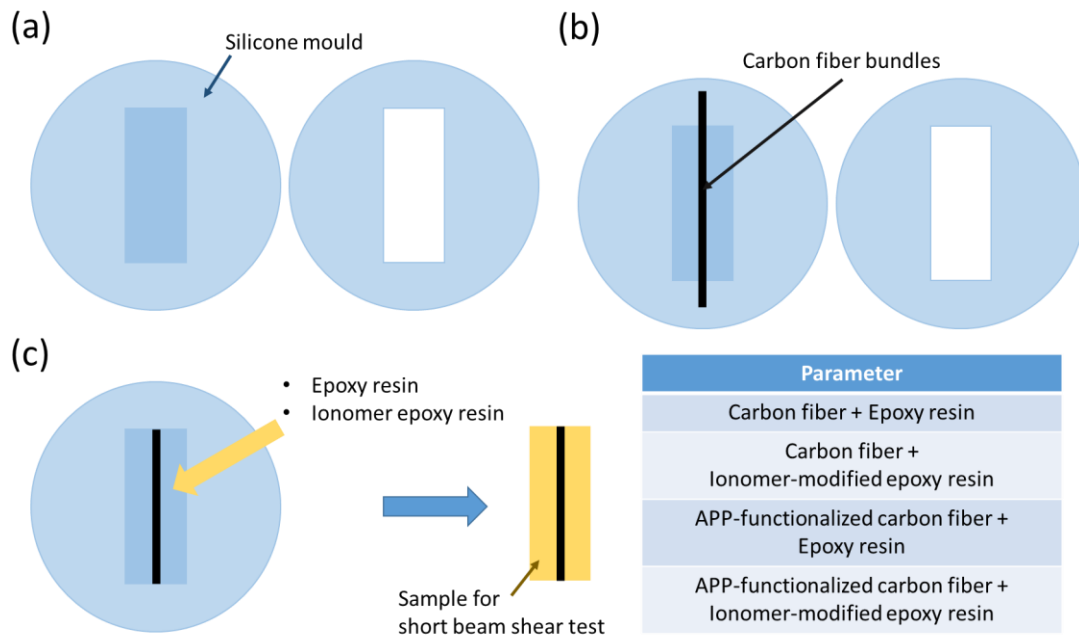 (a)
Silicone mould
(b)
Carbon fiber bundles
(c)
• Epoxy resin
• Ionomer epoxy resin
Sample for
short beam shear test
Parameter
Carbon fiber + Epoxy resin
Carbon fiber +
Ionomer-modified epoxy resin
APP-functionalized carbon fiber +
Epoxy resin
APP-functionalized carbon fiber +
Ionomer-modified epoxy resin